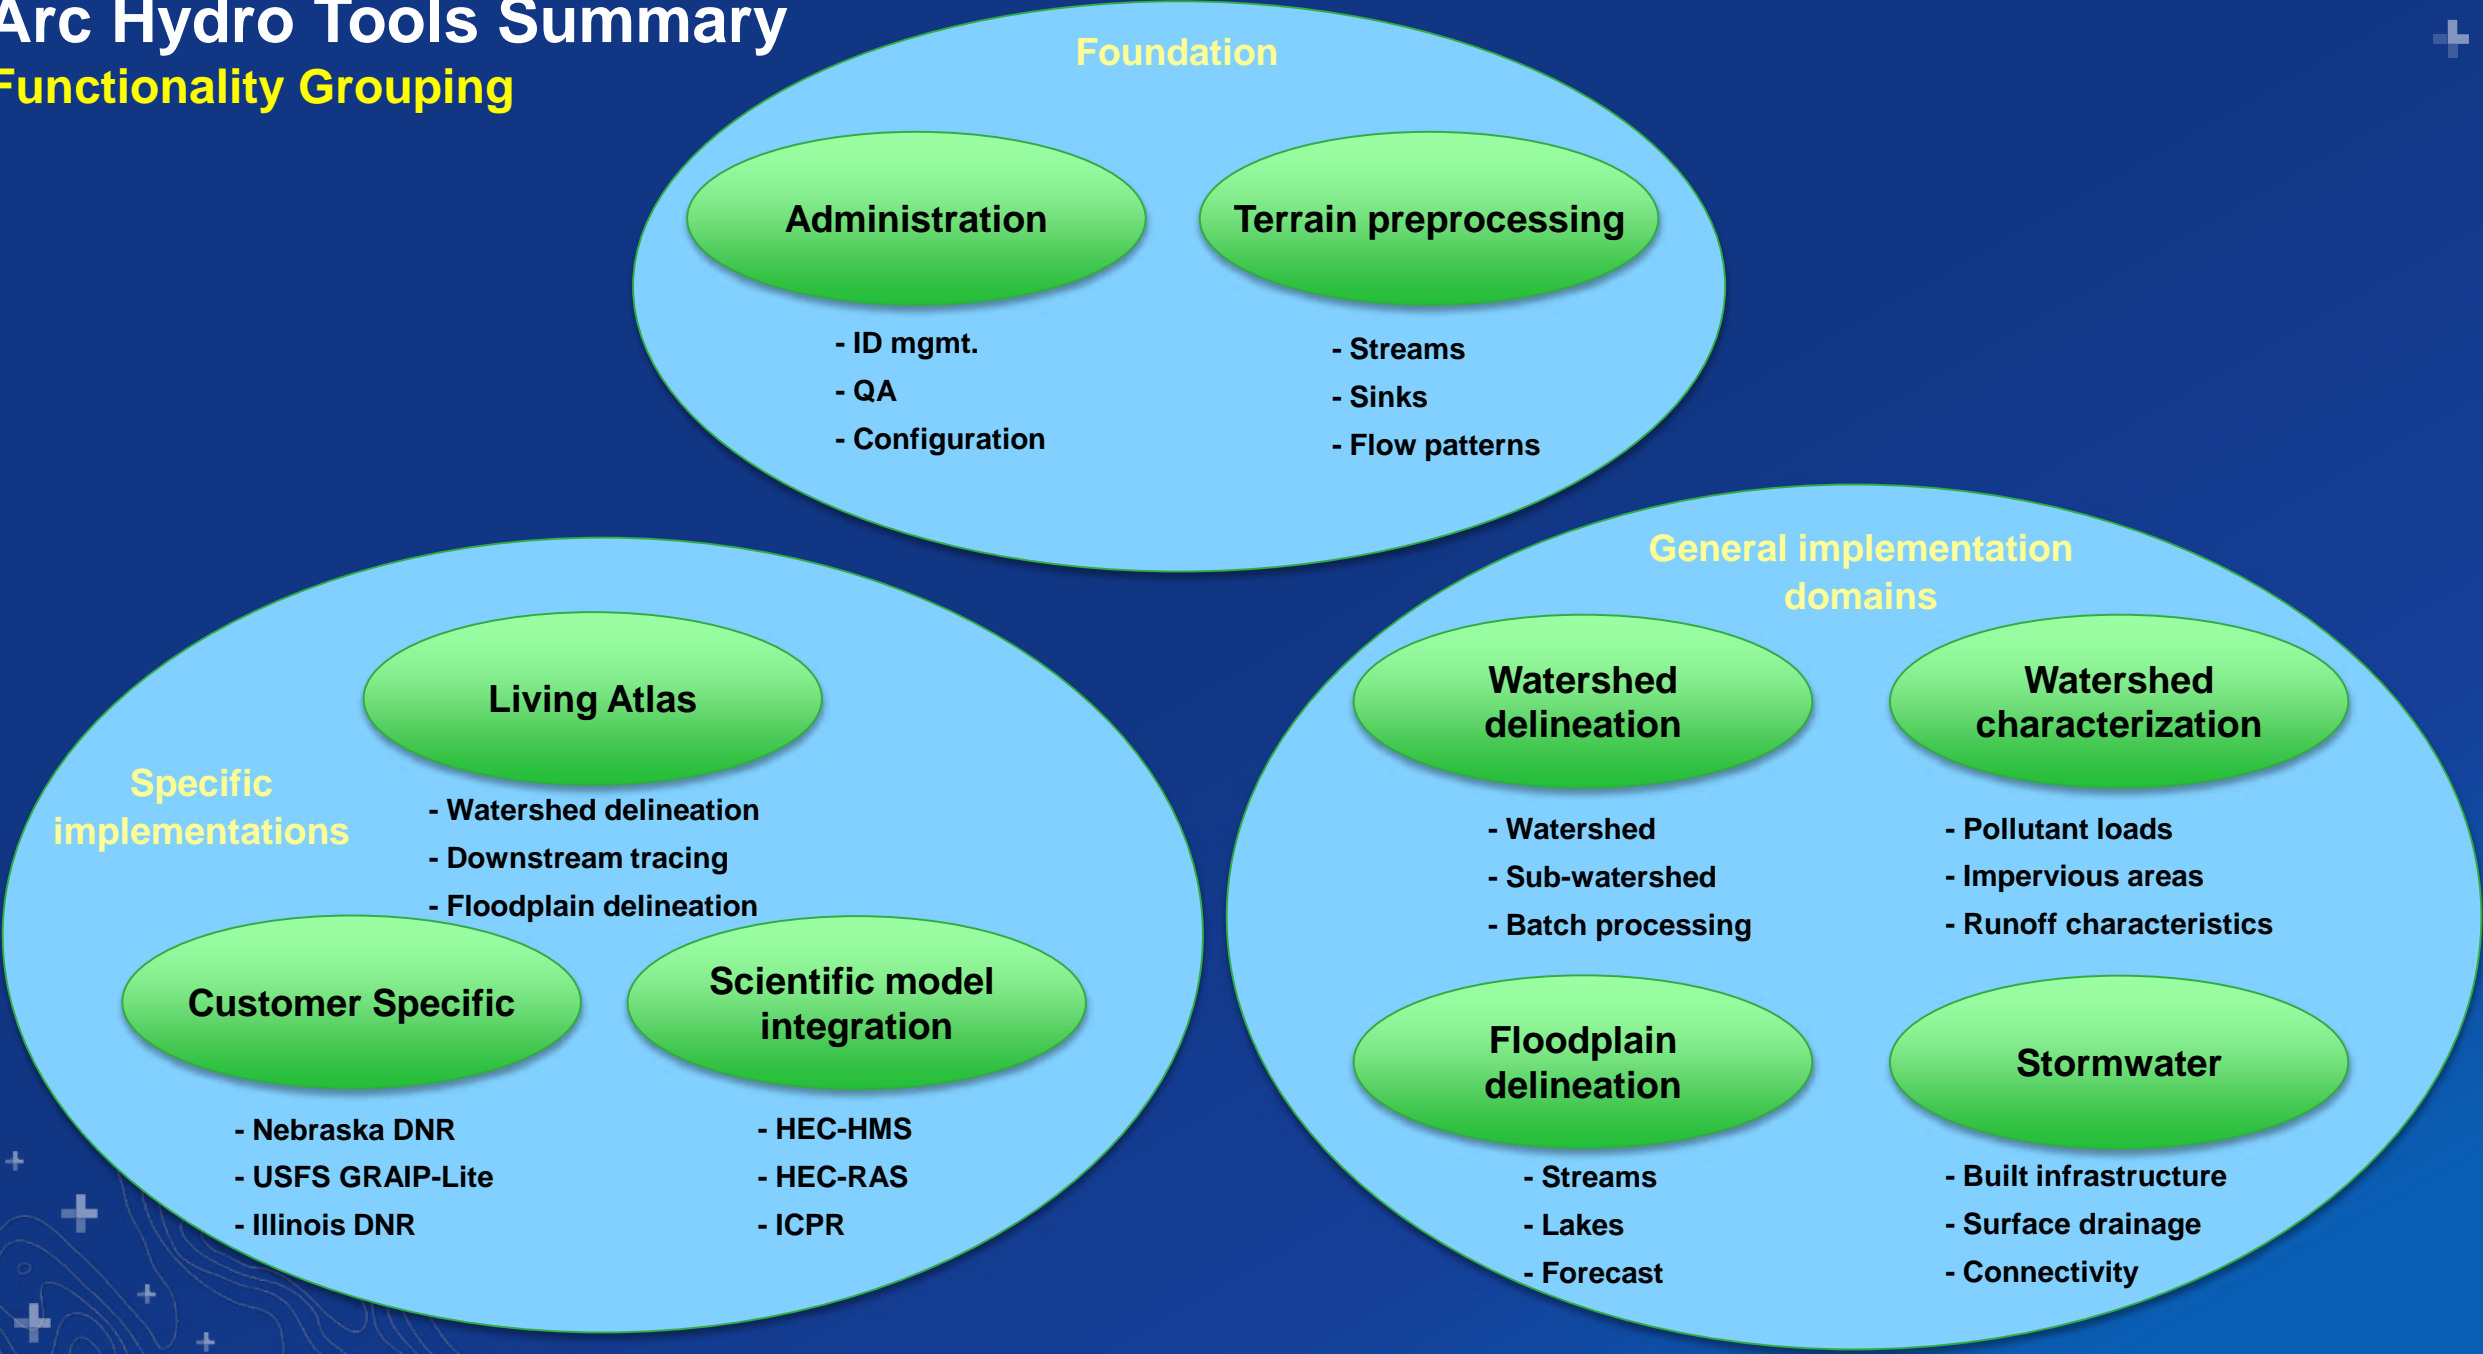 Arc Hydro Tools Summary
Functionality Grouping
Foundation
Administration
- ID mgmt.
- QA
- Configuration
Terrain preprocessing
- Streams
- Sinks
- Flow patterns
Specific
implementations
Living Atlas
- Watershed delineation
- Downstream tracing
- Floodplain delineation
Customer Specific
- Nebraska DNR
- USFS GRAIP-Lite
- Illinois DNR
Scientific model
integration
- HEC-HMS
- HEC-RAS
- ICPR
General implementation
domains
Watershed
delineation
- Watershed
- Sub-watershed
- Batch processing
Watershed
characterization
- Pollutant loads
- Impervious areas
- Runoff characteristics
Floodplain
delineation
- Streams
- Lakes
- Forecast
Stormwater
- Built infrastructure
- Surface drainage
- Connectivity